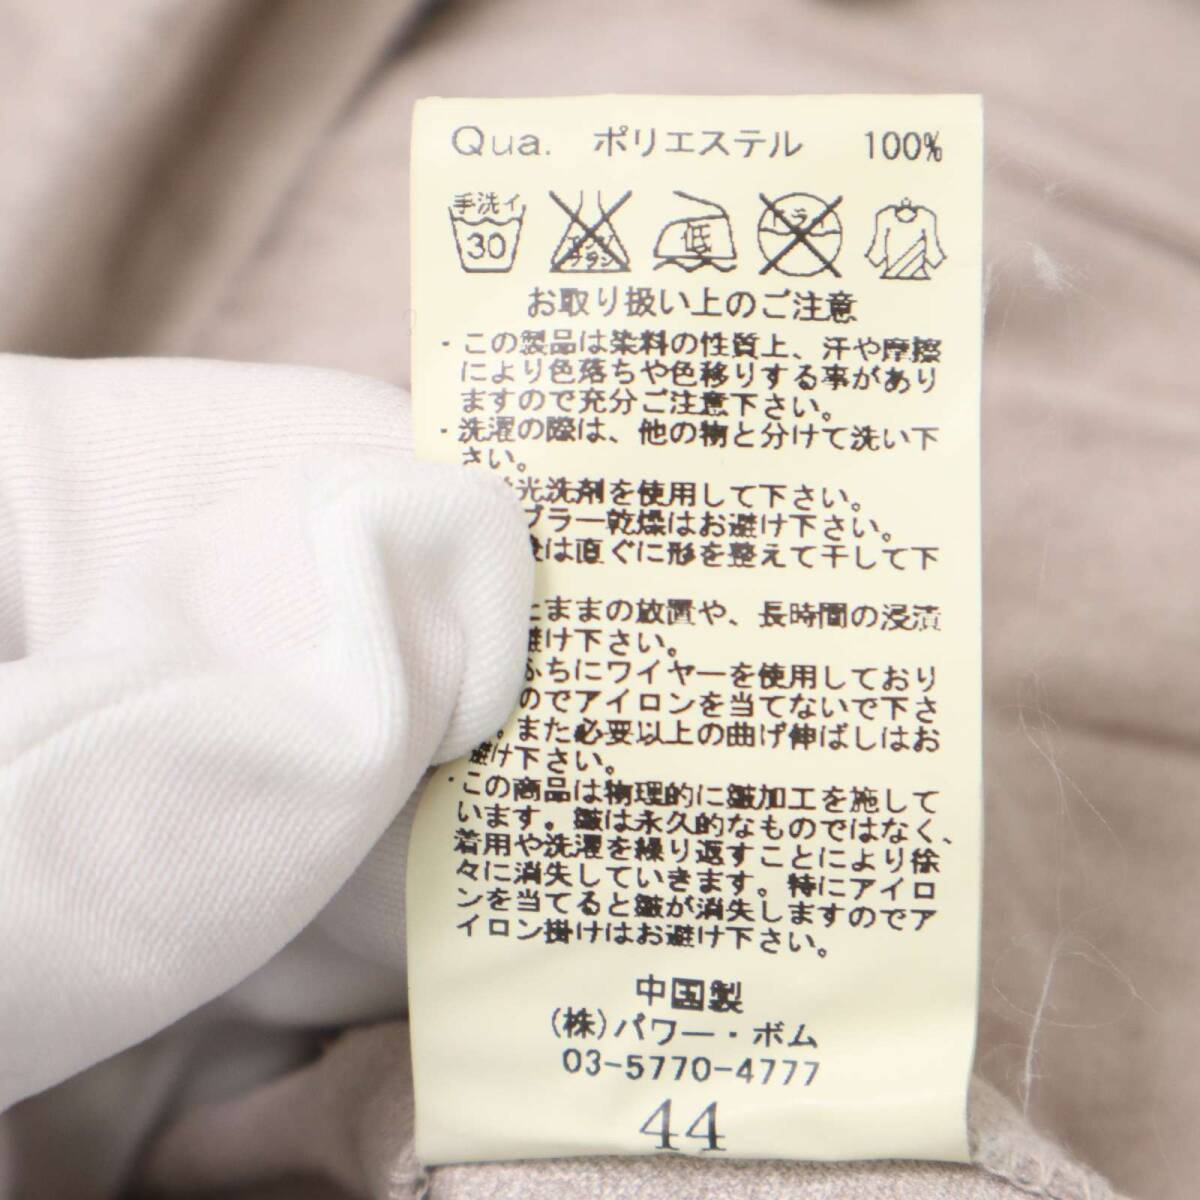 Qua. ポリエステル 100%
手洗イ
30
エンソ
フラン
低
ドライ
お取り扱い上のご注意
・この製品は染料の性質上、汗や摩擦
により色落ちや色移りする事があり
ますので充分ご注意下さい。
・洗濯の際は、他の物と分けて洗い下
さい。
光洗剤を使用して下さい。
ブラー乾燥はお避け下さい。
は直ぐに形を整えて干して下
ままの放置や、長時間の浸漬
避け下さい。
ふちにワイヤーを使用しており
のでアイロンを当てないで下さ
。また必要以上の曲げ伸ばしはお
避け下さい。
・この商品は物理的に皺加工を施して
います。皺は永久的なものではなく、
着用や洗濯を繰り返すことにより徐
々に消失していきます。特にアイロ
ンを当てると皺が消失しますのでア
イロン掛けはお避け下さい。
中国製
(株)パワー・ボム
03-5770-4777
44